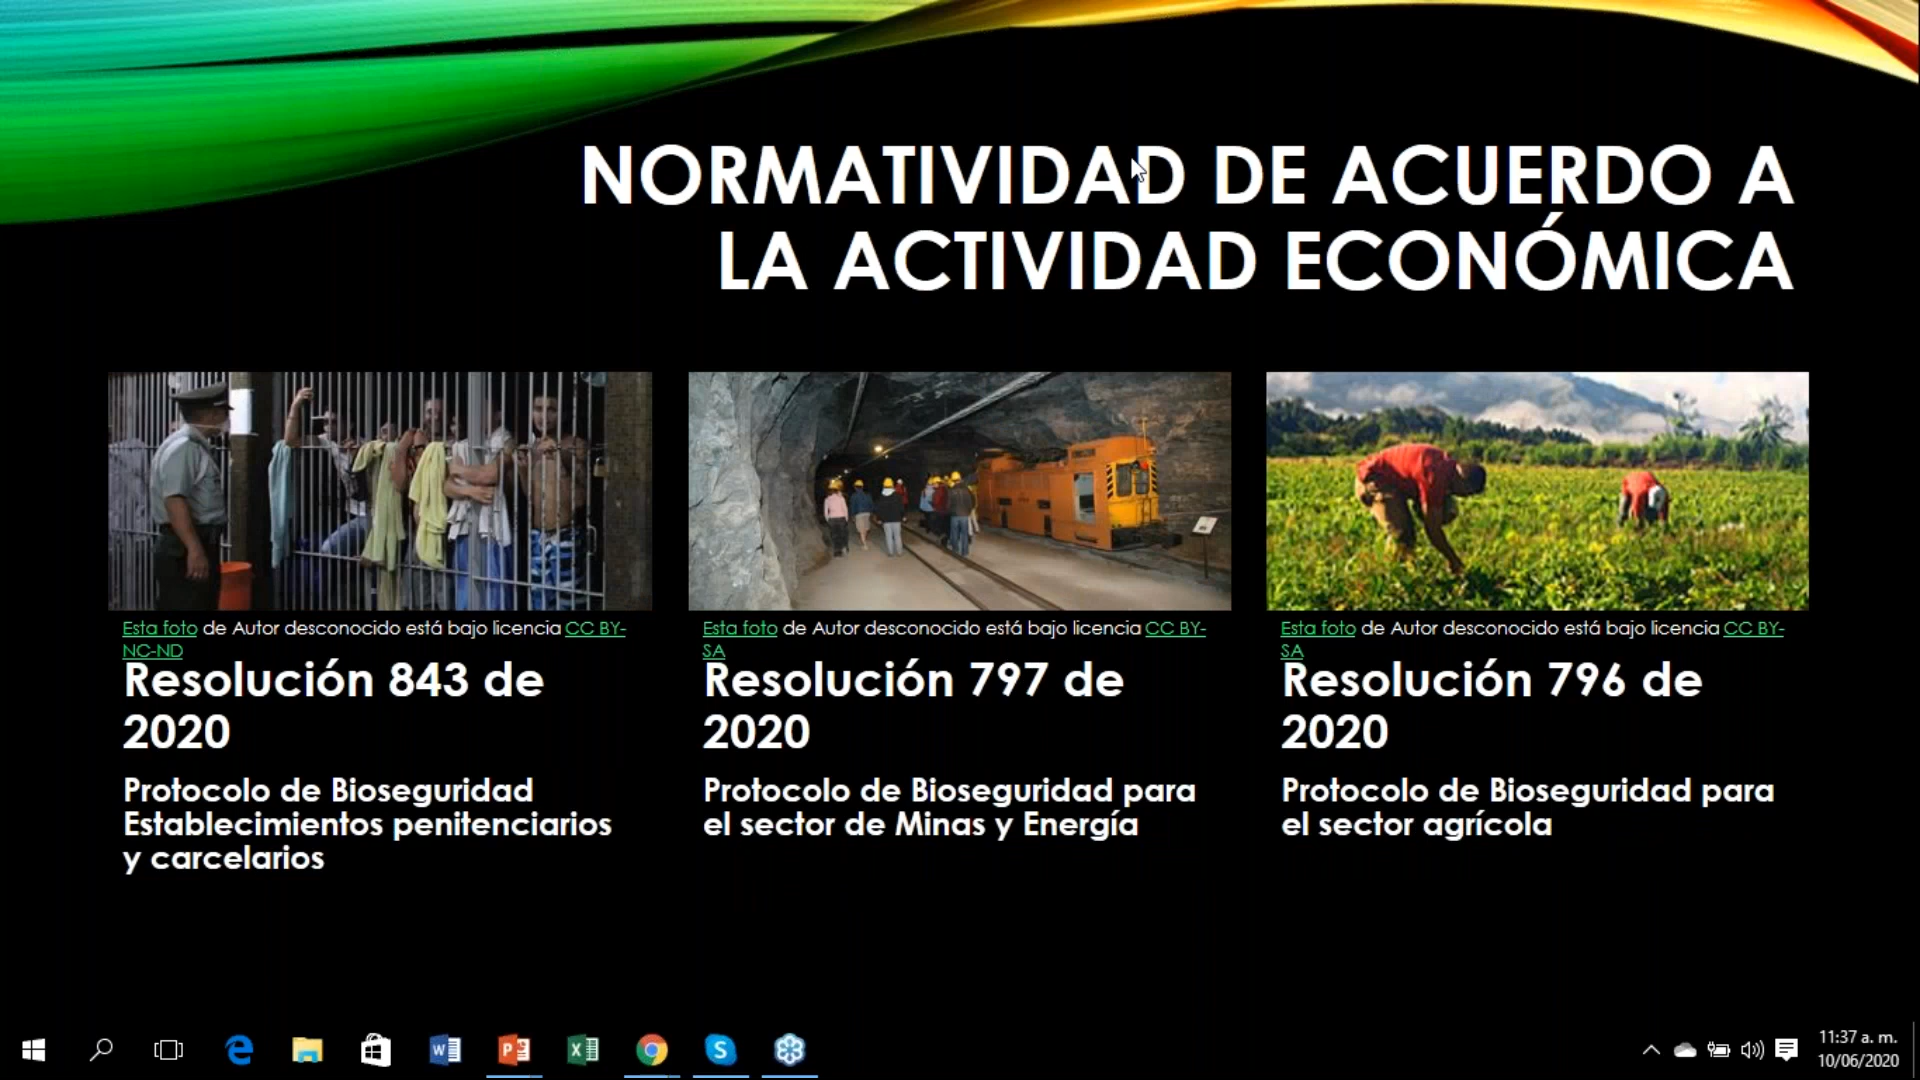 NORMATIVIDAD DE ACUERDO A
LA ACTIVIDAD ECONÓMICA
Esta foto de Autor desconocido está bajo licencia CC BY-
NC-ND
Resolución 843 de
2020
Protocolo de Bioseguridad
Establecimientos penitenciarios
y carcelarios
Esta foto de Autor desconocido está bajo licencia CC BY-
SA
Resolución 797 de
2020
Protocolo de Bioseguridad para
el sector de Minas y Energía
Esta foto de Autor desconocido está bajo licencia CC BY-
SA
Resolución 796 de
2020
Protocolo de Bioseguridad para
el sector agrícola
11:37 a. m.
10/06/2020